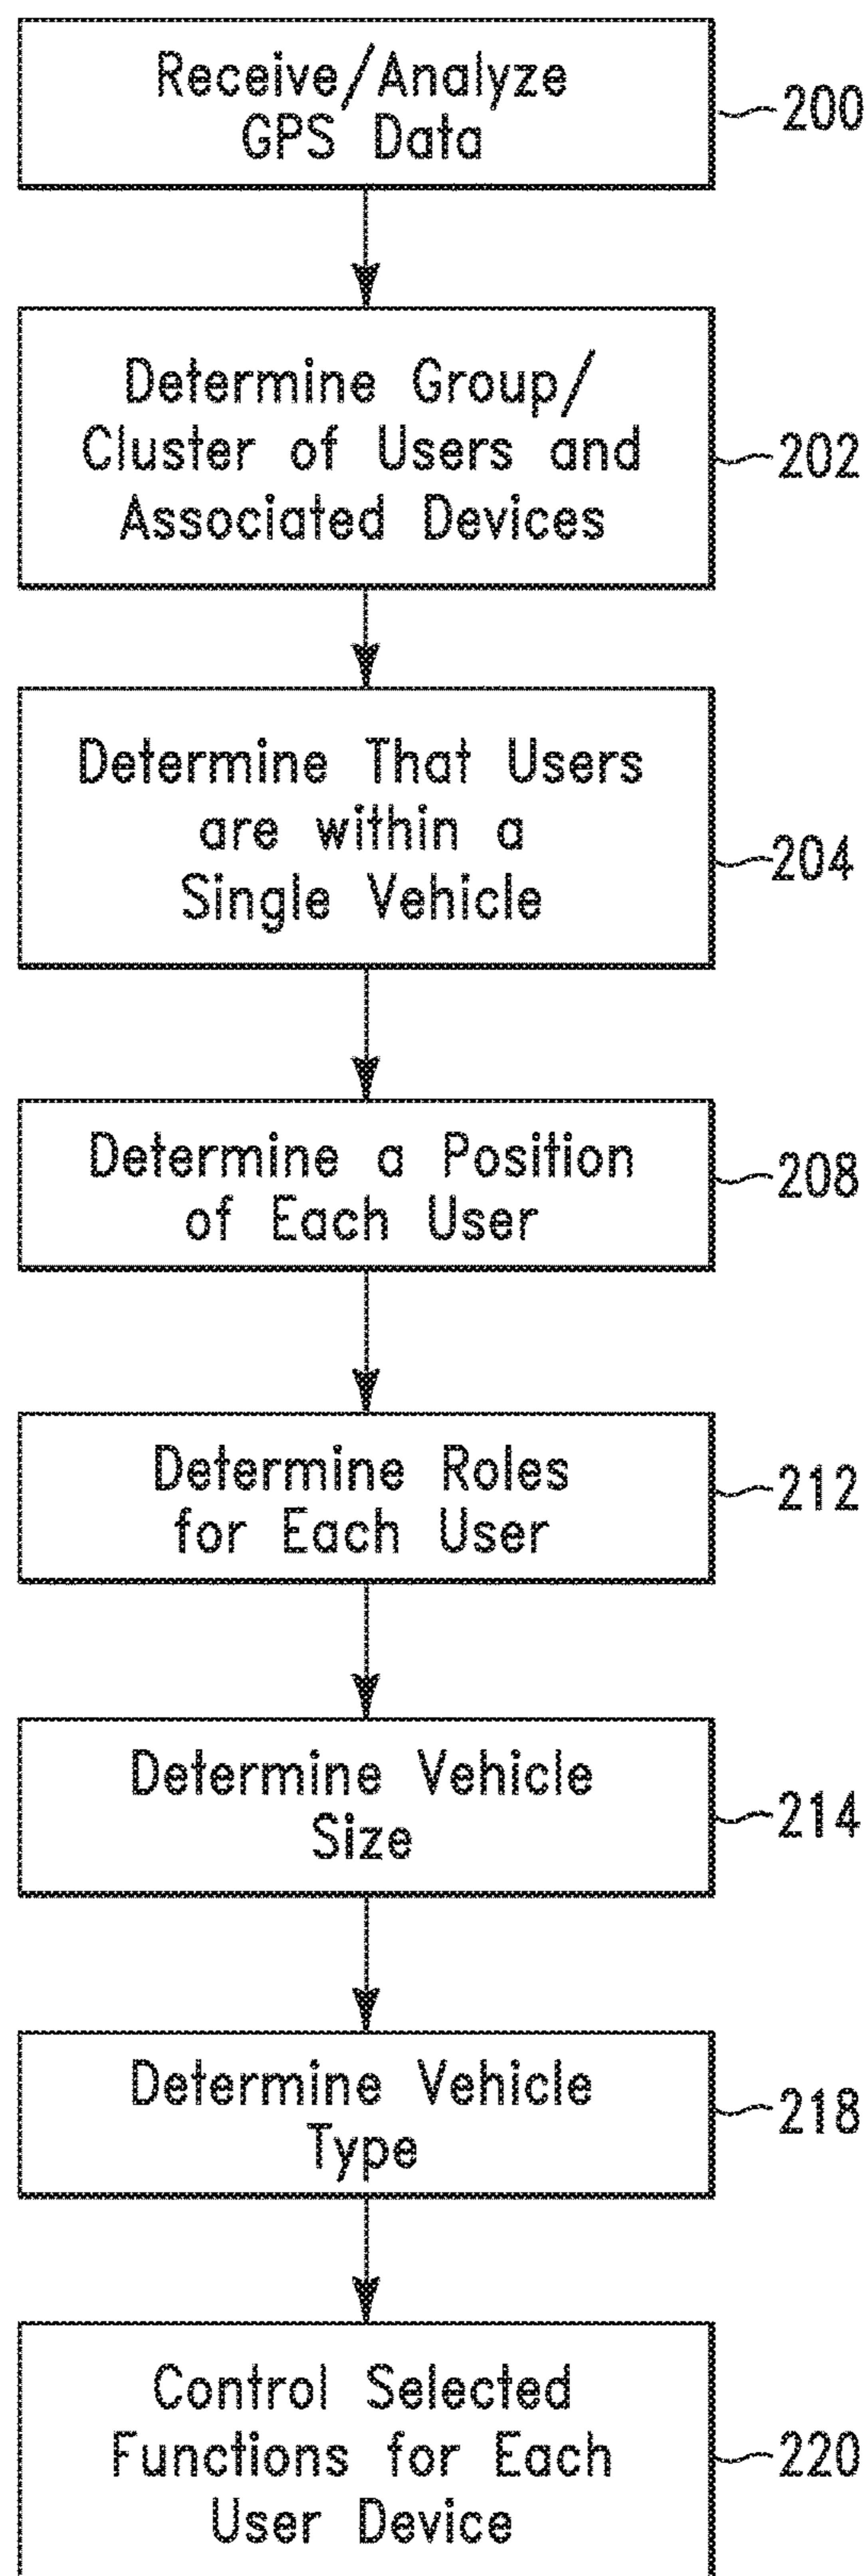 Receive/Analyze
GPS Data
200
Determine Group/
Cluster of Users and
Associated Devices
202
Determine That Users
are within a
Single Vehicle
204
Determine a Position
of Each User
208
Determine Roles
for Each User
212
Determine Vehicle
Size
214
Determine Vehicle
Type
218
Control Selected
Functions for Each
User Device
220